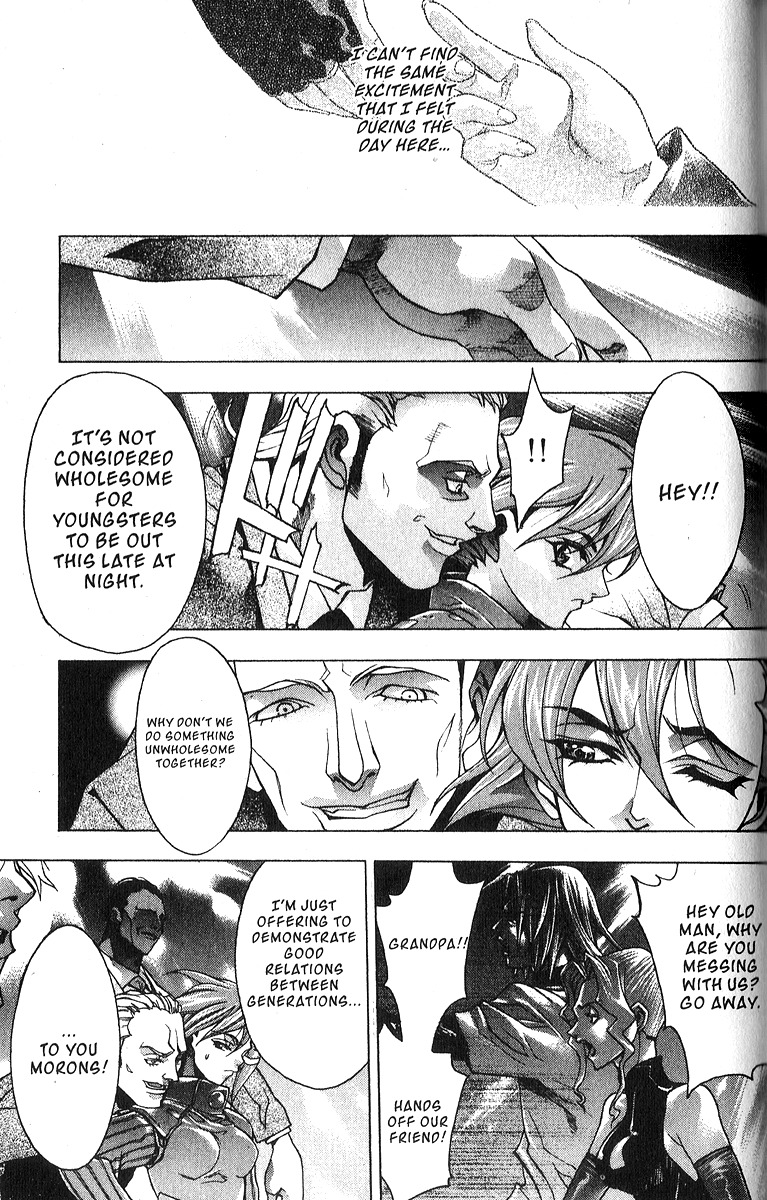 I CAN'T FIND
THE SAME
EXCITEMENT
THAT I FELT
DURING THE
DAY HERE...
HEY!!
!!
IT'S NOT
CONSIDERED
WHOLESOME
FOR
YOUNGSTERS
TO BE OUT
THIS LATE AT
NIGHT.
WHY DON'T WE
DO SOMETHING
UNWHOLESOME
TOGETHER?
HEY OLD
MAN, WHY
ARE YOU
MESSING
WITH US?
GO AWAY.
GRANDPA!!
HANDS
OFF OUR
FRIEND!
I'M JUST
OFFERING TO
DEMONSTRATE
GOOD
RELATIONS
BETWEEN
GENERATIONS...
...
TO YOU
MORONS!